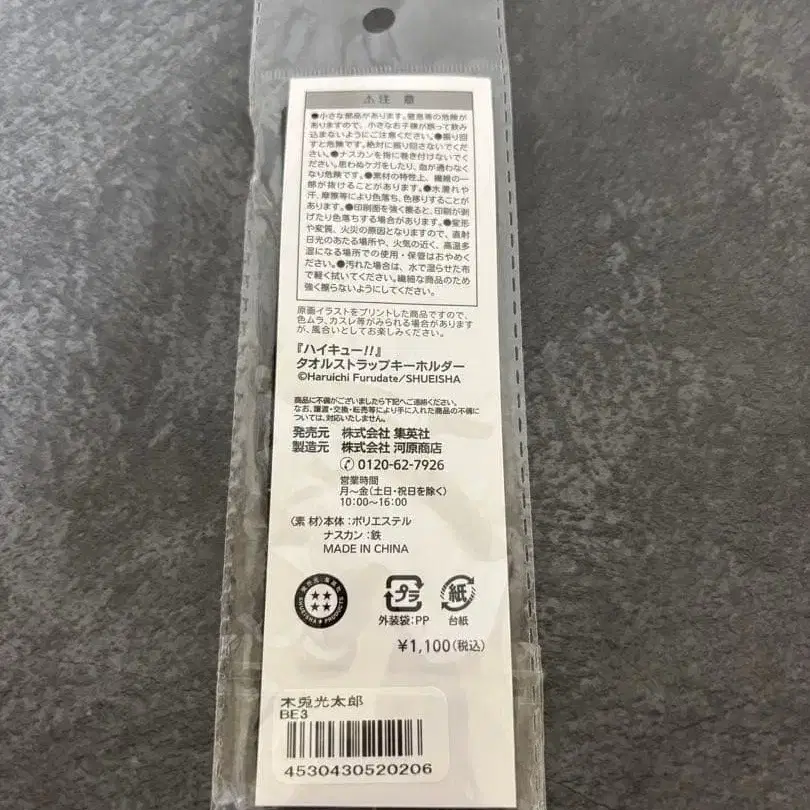 ⚠注 意
●小さな部品があります。窒息等の危険が
ありますので、小さなお子様が誤って飲み
込まないようにご注意ください。●振り回
すと危険です。絶対に振り回さないでくだ
さい。●ナスカンを指に巻き付けないでく
ださい。思わぬケガをしたり、血が通わなく
なり危険です。●素材の特性上、繊維の一
部が抜けることがあります。●水濡れや
汗、摩擦等により色落ち、色移りすることが
あります。●印刷面を強く擦ると、印刷が剥
げたり色落ちする場合があります。●変形
や変質、火災の原因となりますので、直射
日光のあたる場所や、火気の近く、高温多
湿になる場所での使用・保管はおやめく
ださい。●汚れた場合は、水で湿らせた布
で軽く拭いてください。繊細な商品のため
強く擦らないようにしてください。
原画イラストをプリントした商品ですので、
色ムラ、カスレ等がみられる場合があります
が、風合いとしてお楽しみください。
『ハイキュー!!』
タオルストラップキーホルダー
©Haruichi Furudate/SHUEISHA
商品に不備がございましたら下記へご連絡ください。
なお、譲渡・交換・転売等により手に入れた商品の不備に
ついては、対応いたしません。
発売元 株式会社 集英社
製造元 株式会社 河原商店
0120-62-7926
営業時間
月～金(土日・祝日を除く)
10:00～16:00
〈素 材〉本体:ポリエステル
ナスカン:鉄
MADE IN CHINA
SHUEISHA PRODUCTS
プラ
紙
外装袋:PP
台紙
¥1,100(税込)
木兎光太郎
BE3
4530430520206